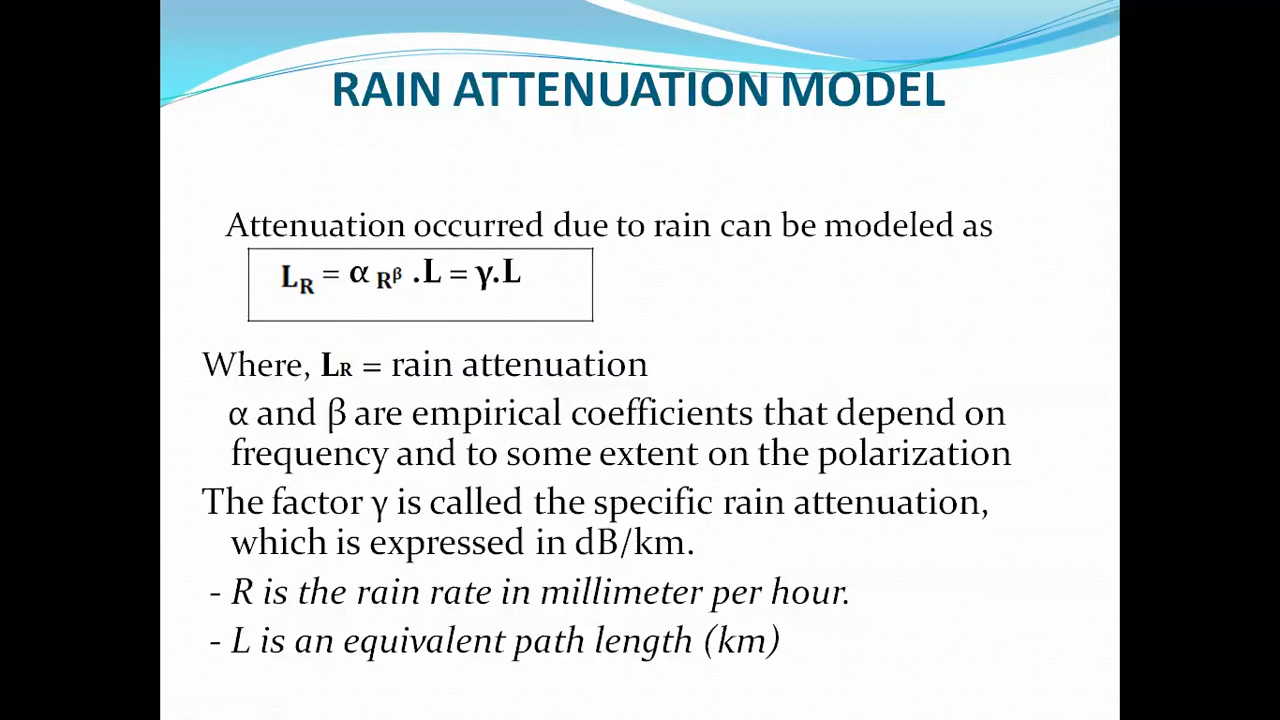 RAIN ATTENUATION MODEL
Attenuation occurred due to rain can be modeled as
L_R = α R^β .L = γ.L
Where, L_R = rain attenuation
α and β are empirical coefficients that depend on
frequency and to some extent on the polarization
The factor γ is called the specific rain attenuation,
which is expressed in dB/km.
- R is the rain rate in millimeter per hour.
- L is an equivalent path length (km)